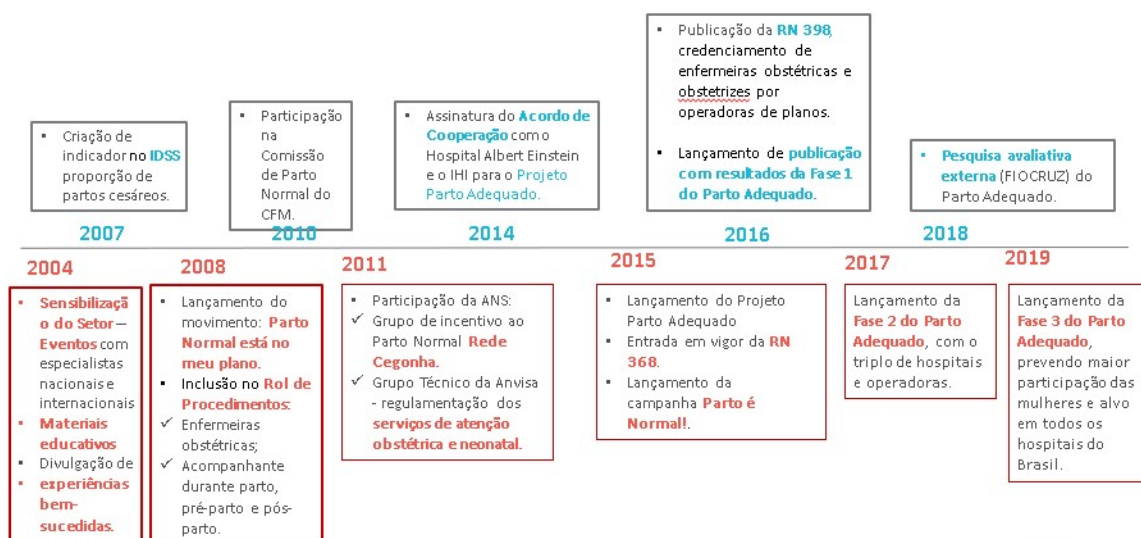 ▪ Criação de
indicador no IDSS
proporção de
partos cesáreos.
2007
▪ Participação
na
Comissão
de Parto
Normal do
CFM.
2010
▪ Assinatura do Acordo de
Cooperação com o
Hospital Albert Einstein
e o IHI para o Projeto
Parto Adequado.
2014
▪ Publicação da RN 398,
credenciamento de
enfermeiras obstétricas e
obstetrizes por
operadoras de planos.
▪ Lançamento de publicação
com resultados da Fase 1
do Parto Adequado.
2016
▪ Pesquisa avaliativa
externa (FIOCRUZ) do
Parto Adequado.
2018
2004
▪ Sensibilizaçã
o do Setor –
Eventos com
especialistas
nacionais e
internacionais
▪ Materiais
educativos
▪ Divulgação de
▪ experiências
bem-
sucedidas.
2008
▪ Lançamento do
movimento: Parto
Normal está no
meu plano.
▪ Inclusão no Rol de
Procedimentos:
✓ Enfermeiras
obstétricas;
✓ Acompanhante
durante parto,
pré-parto e pós-
parto.
2011
▪ Participação da ANS:
✓ Grupo de incentivo ao
Parto Normal Rede
Cegonha.
✓ Grupo Técnico da Anvisa
- regulamentação dos
serviços de atenção
obstétrica e neonatal.
2015
▪ Lançamento do Projeto
Parto Adequado
▪ Entrada em vigor da RN
368.
▪ Lançamento da
campanha Parto é
Normal!.
2017
Lançamento da
Fase 2 do Parto
Adequado, com o
triplo de hospitais
e operadoras.
2019
Lançamento da
Fase 3 do Parto
Adequado,
prevendo maior
participação das
mulheres e alvo
em todos os
hospitais do
Brasil.